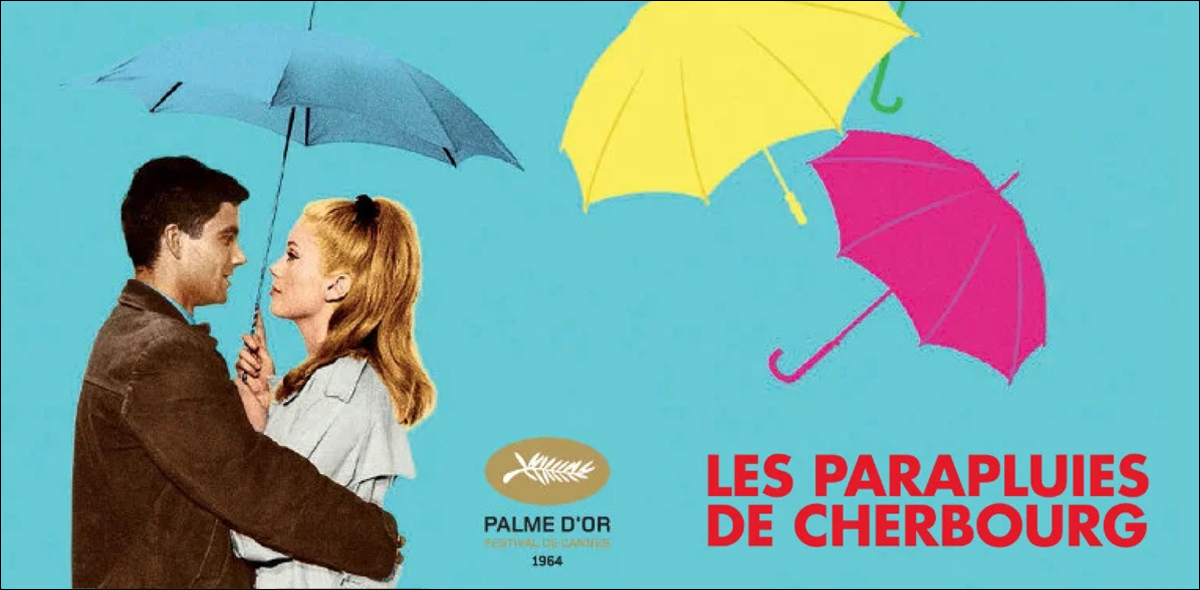 PALME D'OR
FESTIVAL DE CANNES
1964
LES PARAPLUIES
DE CHERBOURG